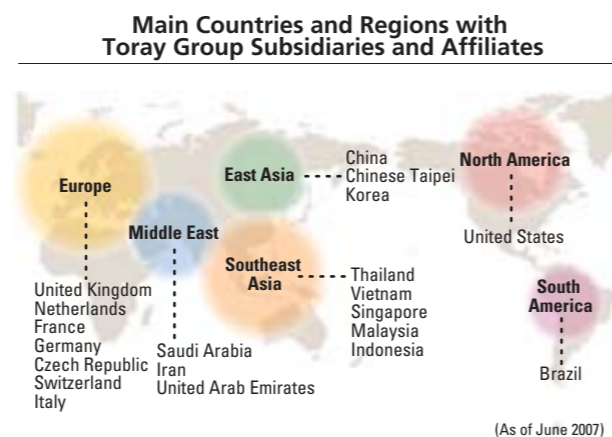 Main Countries and Regions with
Toray Group Subsidiaries and Affiliates
Europe
United Kingdom
Netherlands
France
Germany
Czech Republic
Switzerland
Italy
Middle East
Saudi Arabia
Iran
United Arab Emirates
East Asia
China
Chinese Taipei
Korea
Southeast
Asia
Thailand
Vietnam
Singapore
Malaysia
Indonesia
North America
United States
South
America
Brazil
(As of June 2007)